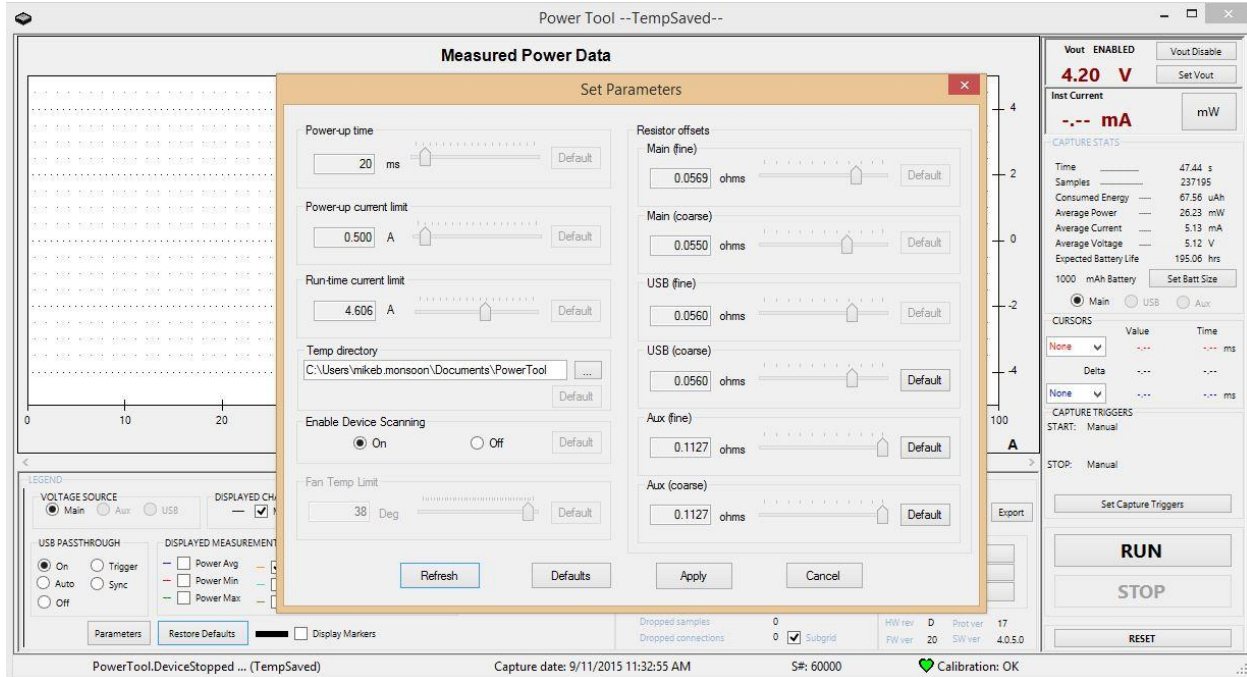 Power Tool --TempSaved--
Measured Power Data
4
2
0
-2
-4
0
10
20
100
A
Set Parameters
Power-up time
20 ms Default
Power-up current limit
0.500 A Default
Run-time current limit
4.606 A Default
Temp directory
C:\Users\mikeb.monsoon\Documents\PowerTool ...
Default
Enable Device Scanning
On Off Default
Fan Temp Limit
38 Deg Default
Resistor offsets
Main (fine)
0.0569 ohms Default
Main (coarse)
0.0550 ohms Default
USB (fine)
0.0560 ohms Default
USB (coarse)
0.0560 ohms Default
Aux (fine)
0.1127 ohms Default
Aux (coarse)
0.1127 ohms Default
Refresh Defaults Apply Cancel
Vout ENABLED Vout Disable
4.20 V Set Vout
Inst Current
-.-- mA mW
CAPTURE STATS
Time 47.44 s
Samples 237195
Consumed Energy 67.56 uAh
Average Power 26.23 mW
Average Current 5.13 mA
Average Voltage 5.12 V
Expected Battery Life 195.06 hrs
1000 mAh Battery Set Batt Size
Main USB Aux
CURSORS
Value Time
None -.-- -.-- ms
Delta -.-- -.--
None -.-- -.-- ms
CAPTURE TRIGGERS
START: Manual
STOP: Manual
Set Capture Triggers
RUN
STOP
RESET
LEGEND
VOLTAGE SOURCE
Main Aux USB
DISPLAYED CH
Export
USB PASSTHROUGH
On Trigger
Auto Sync
Off
DISPLAYED MEASUREMENT
Power Avg
Power Min
Power Max
Parameters Restore Defaults Display Markers
Dropped samples 0
Dropped connections 0 Subgrid
HW rev D Prot ver 17
FW ver 20 SW ver 4.0.5.0
PowerTool.DeviceStopped ... (TempSaved) Capture date: 9/11/2015 11:32:55 AM S#: 60000 Calibration: OK